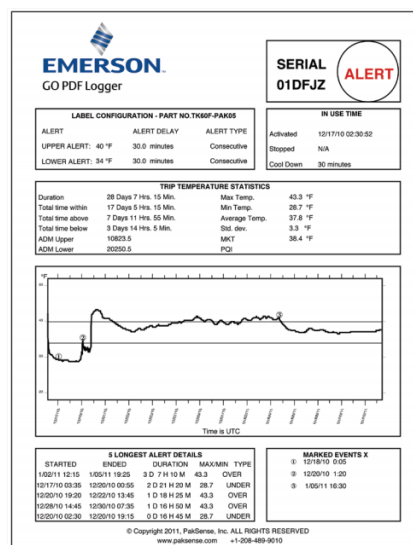 EMERSON™
GO PDF Logger
SERIAL
01DFJZ
ALERT
LABEL CONFIGURATION - PART NO.TK60F-PAK05
ALERT ALERT DELAY ALERT TYPE
UPPER ALERT: 40 °F 30.0 minutes Consecutive
LOWER ALERT: 34 °F 30.0 minutes Consecutive
IN USE TIME
Activated 12/17/10 02:30:52
Stopped N/A
Cool Down 30 minutes
TRIP TEMPERATURE STATISTICS
Duration 28 Days 7 Hrs. 15 Min. Max Temp. 43.3 °F
Total time within 17 Days 5 Hrs. 15 Min. Min Temp. 28.7 °F
Total time above 7 Days 11 Hrs. 55 Min. Average Temp. 37.8 °F
Total time below 3 Days 14 Hrs. 5 Min. Std. dev. 3.3 °F
ADM Upper 10823.5 MKT 38.4 °F
ADM Lower 20250.5 PQI
°F
① ② ③
Time is UTC
5 LONGEST ALERT DETAILS
STARTED ENDED DURATION MAX/MIN TYPE
1/02/11 12:15 1/05/11 19:25 3 D 7 H 10 M 43.3 OVER
12/17/10 03:35 12/20/10 00:55 2 D 21 H 20 M 28.7 UNDER
12/20/10 19:20 12/22/10 13:45 1 D 18 H 25 M 43.3 OVER
12/28/10 14:45 12/30/10 07:35 1 D 16 H 50 M 43.3 OVER
12/20/10 02:30 12/20/10 19:15 0 D 16 H 45 M 28.7 UNDER
MARKED EVENTS X
① 12/18/10 0:05
② 12/20/10 1:20
③ 1/05/11 16:30
© Copyright 2011, PakSense, Inc. ALL RIGHTS RESERVED
www.paksense.com +1-208-489-9010